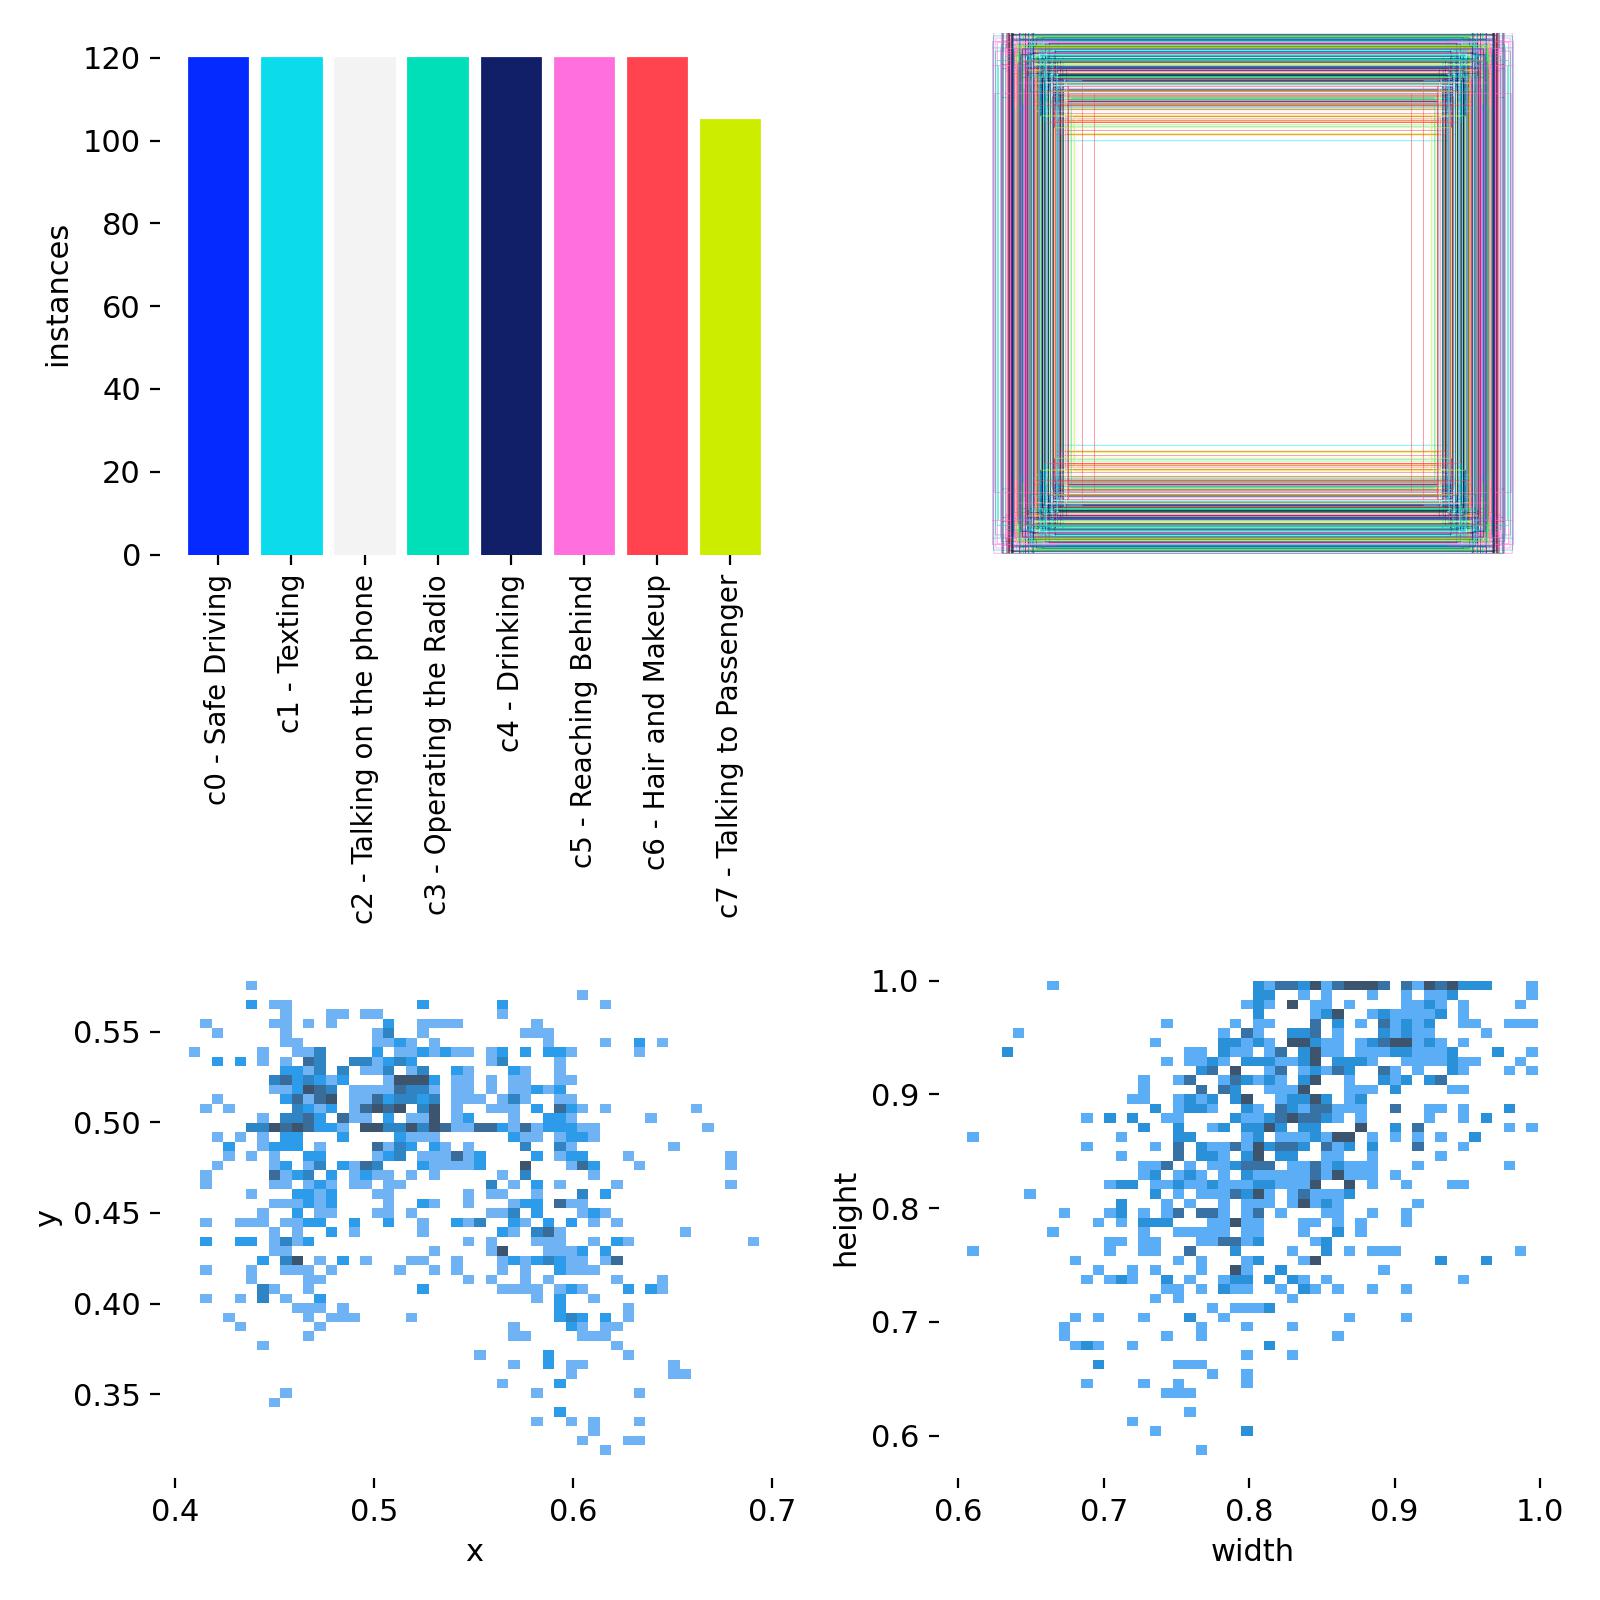 120
100
80
60
40
20
0
instances
c0 - Safe Driving
c1 - Texting
c2 - Talking on the phone
c3 - Operating the Radio
c4 - Drinking
c5 - Reaching Behind
c6 - Hair and Makeup
c7 - Talking to Passenger
0.55
0.50
0.45
0.40
0.35
y
0.4 0.5 0.6 0.7
x
1.0
0.9
0.8
0.7
0.6
height
0.6 0.7 0.8 0.9 1.0
width